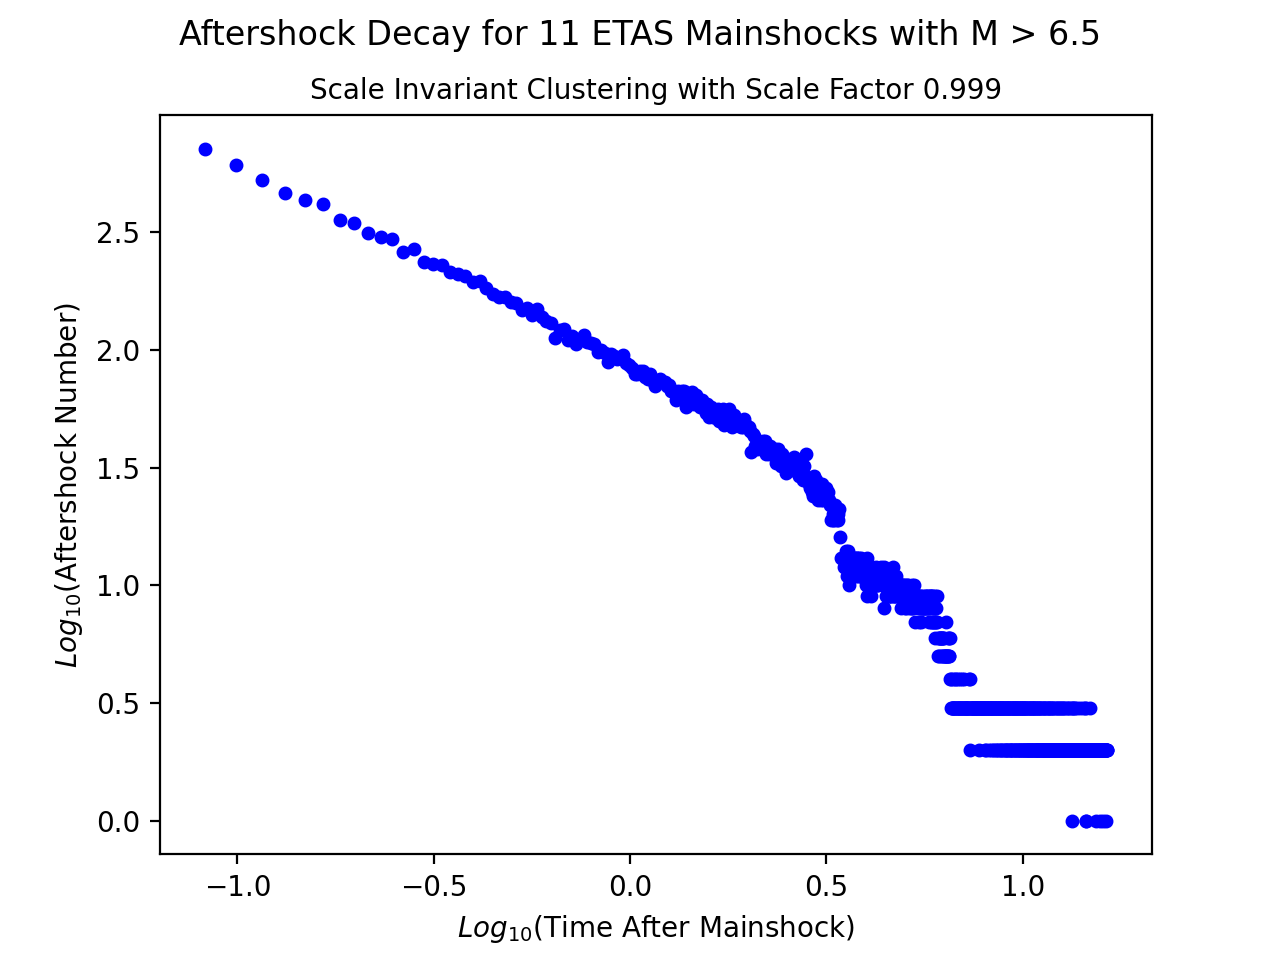 Aftershock Decay for 11 ETAS Mainshocks with M > 6.5
Scale Invariant Clustering with Scale Factor 0.999
Log₁₀(Aftershock Number)
2.5
2.0
1.5
1.0
0.5
0.0
−1.0 −0.5 0.0 0.5 1.0
Log₁₀(Time After Mainshock)